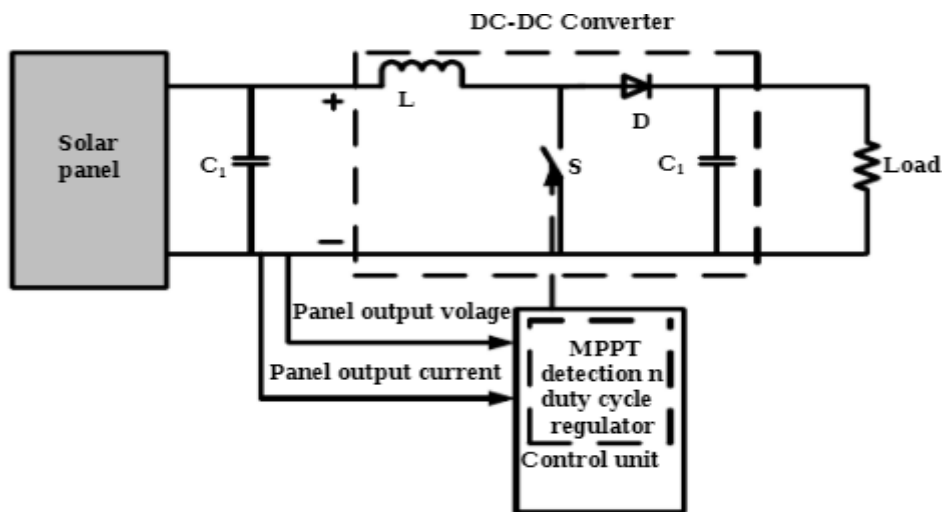 DC-DC Converter
Solar
panel
C₁
+
−
L
S
D
C₁
Load
Panel output volage
Panel output current
MPPT
detection n
duty cycle
regulator
Control unit